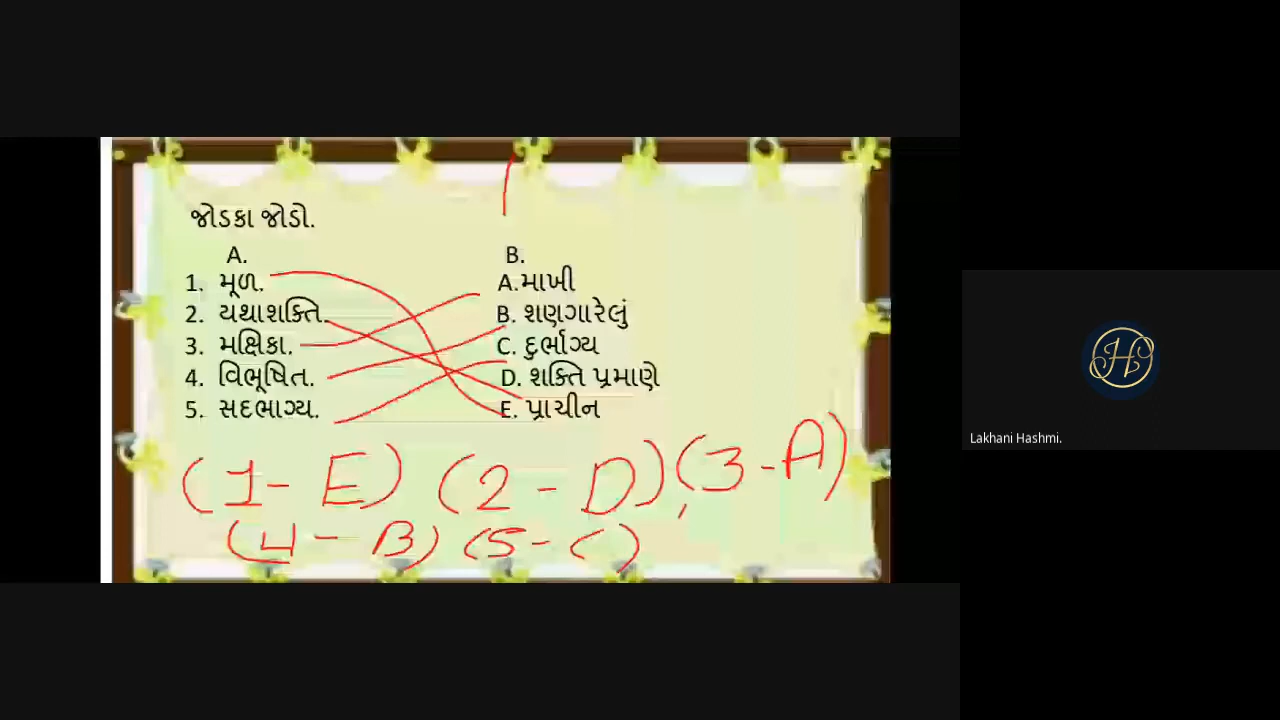 જોડકા જોડો.
A. B.
1. મૂળ. A.માખી
2. યથાશક્તિ. B. શણગારેલું
3. મક્ષિકા. C. દુર્ભાગ્ય
4. વિભૂષિત. D. શક્તિ પ્રમાણે
5. સદભાગ્ય. E. પ્રાચીન
(1- E) (2 - D),(3-A)
(4 - B) (5- C)
H
Lakhani Hashmi.